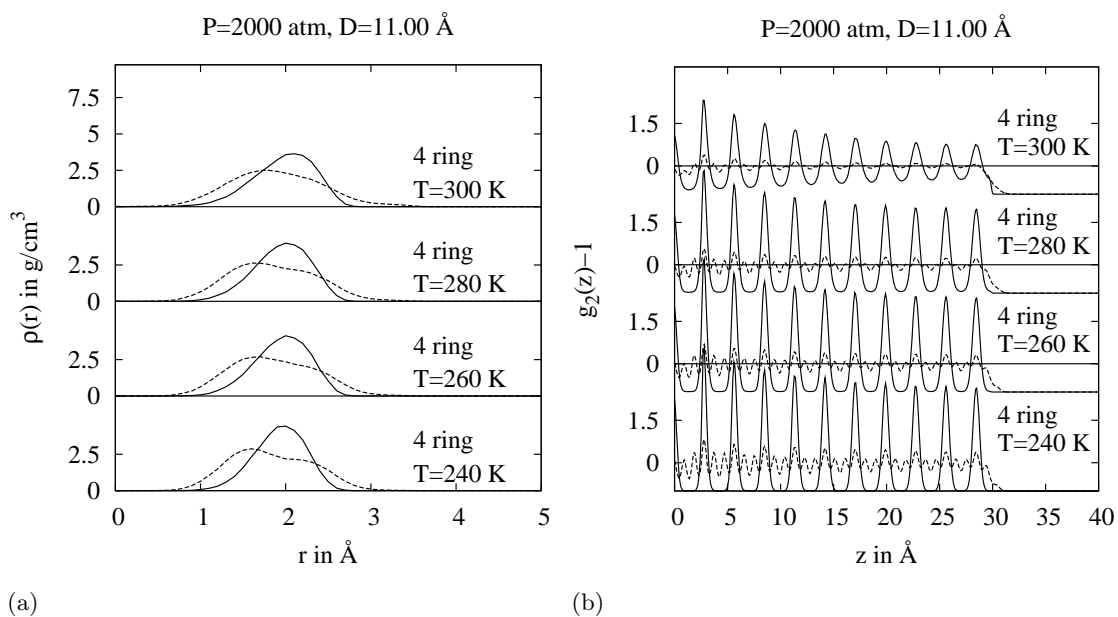 P=2000 atm, D=11.00 Å
ρ(r) in g/cm³
7.5
5
2.5
0
4 ring
T=300 K
2.5
0
4 ring
T=280 K
2.5
0
4 ring
T=260 K
2.5
0
4 ring
T=240 K
0 1 2 3 4 5
r in Å
(a)
P=2000 atm, D=11.00 Å
g₂(z)−1
1.5
0
4 ring
T=300 K
1.5
0
4 ring
T=280 K
1.5
0
4 ring
T=260 K
1.5
0
4 ring
T=240 K
0 5 10 15 20 25 30 35 40
z in Å
(b)